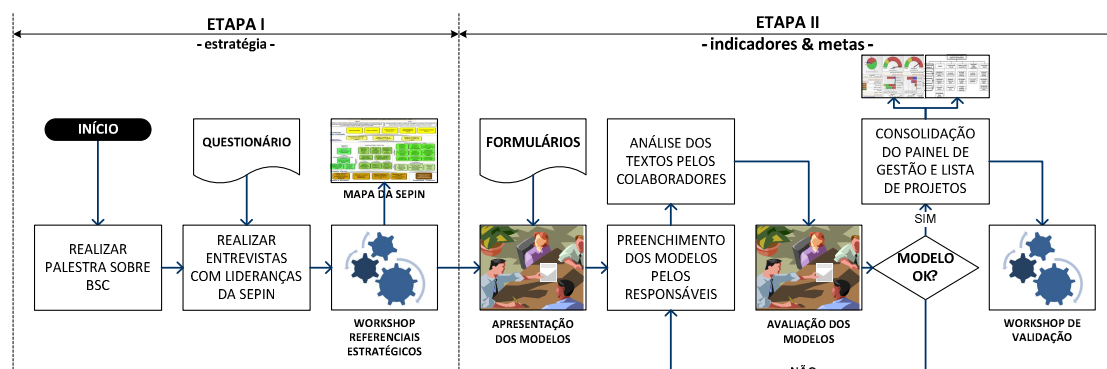 ETAPA I
- estratégia -
ETAPA II
- indicadores & metas -
INÍCIO
QUESTIONÁRIO
MAPA DA SEPIN
REALIZAR
PALESTRA SOBRE
BSC
REALIZAR
ENTREVISTAS
COM LIDERANÇAS
DA SEPIN
WORKSHOP
REFERENCIAIS
ESTRATÉGICOS
FORMULÁRIOS
ANÁLISE DOS
TEXTOS PELOS
COLABORADORES
CONSOLIDAÇÃO
DO PAINEL DE
GESTÃO E LISTA
DE PROJETOS
SIM
APRESENTAÇÃO
DOS MODELOS
PREENCHIMENTO
DOS MODELOS
PELOS
RESPONSÁVEIS
AVALIAÇÃO DOS
MODELOS
MODELO
OK?
WORKSHOP DE
VALIDAÇÃO